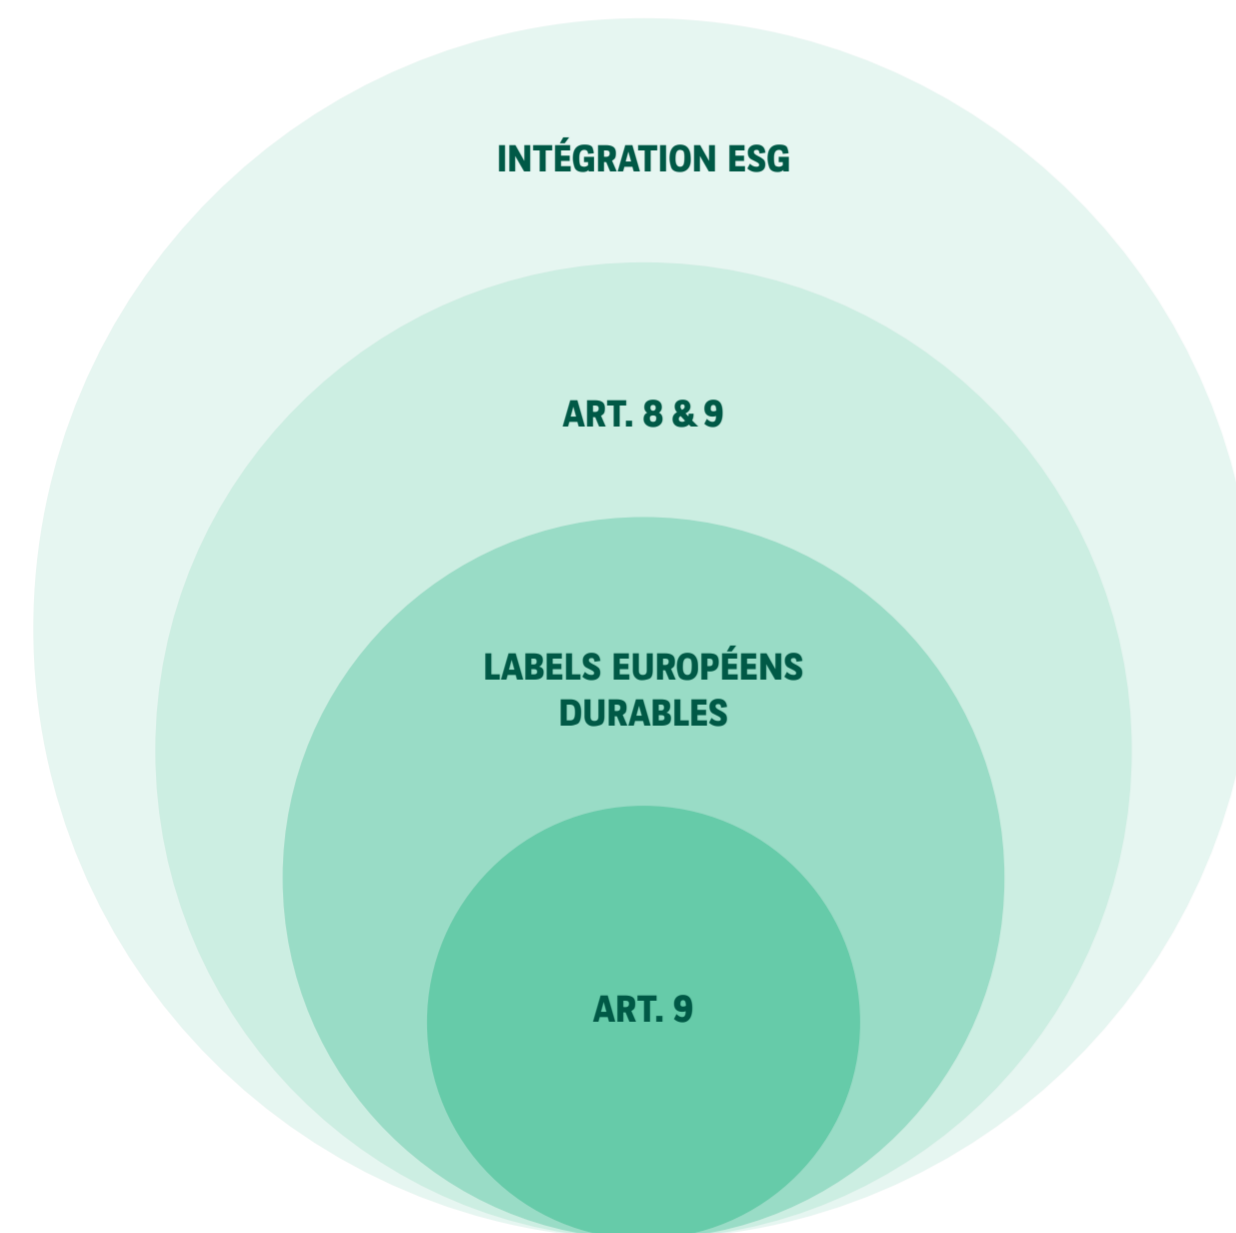 INTÉGRATION ESG
ART. 8 & 9
LABELS EUROPÉENS
DURABLES
ART. 9